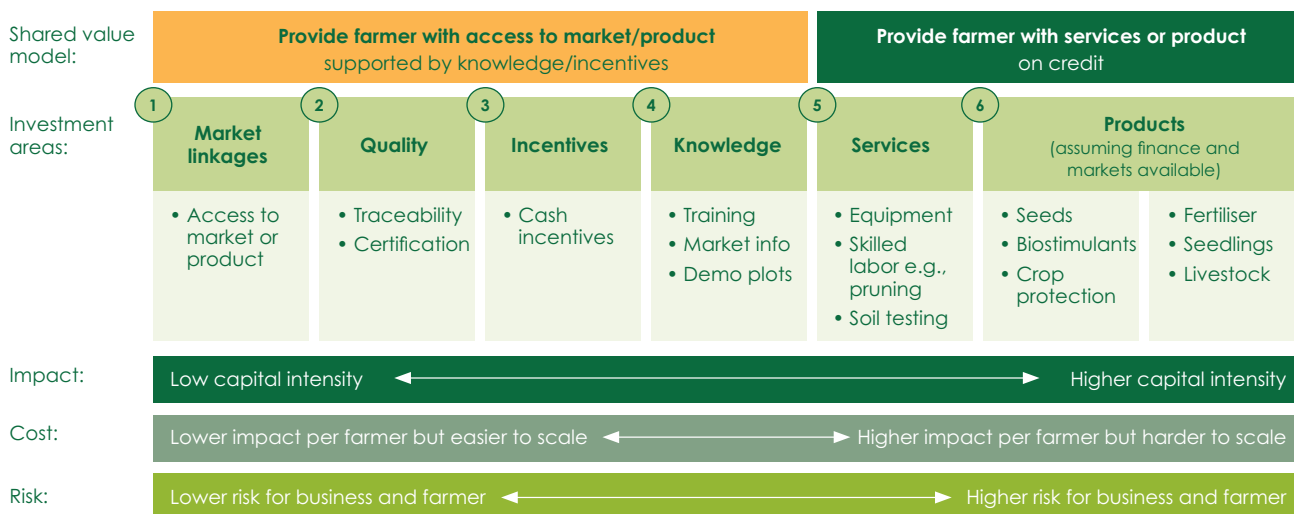 Shared value
model:
Provide farmer with access to market/product
supported by knowledge/incentives
Provide farmer with services or product
on credit
Investment
areas:
1
Market
linkages
2
Quality
3
Incentives
4
Knowledge
5
Services
6
Products
(assuming finance and
markets available)
• Access to
market or
product
• Traceability
• Certification
• Cash
incentives
• Training
• Market info
• Demo plots
• Equipment
• Skilled
labor e.g.,
pruning
• Soil testing
• Seeds
• Biostimulants
• Crop
protection
• Fertiliser
• Seedlings
• Livestock
Impact:
Low capital intensity
Higher capital intensity
Cost:
Lower impact per farmer but easier to scale
Higher impact per farmer but harder to scale
Risk:
Lower risk for business and farmer
Higher risk for business and farmer